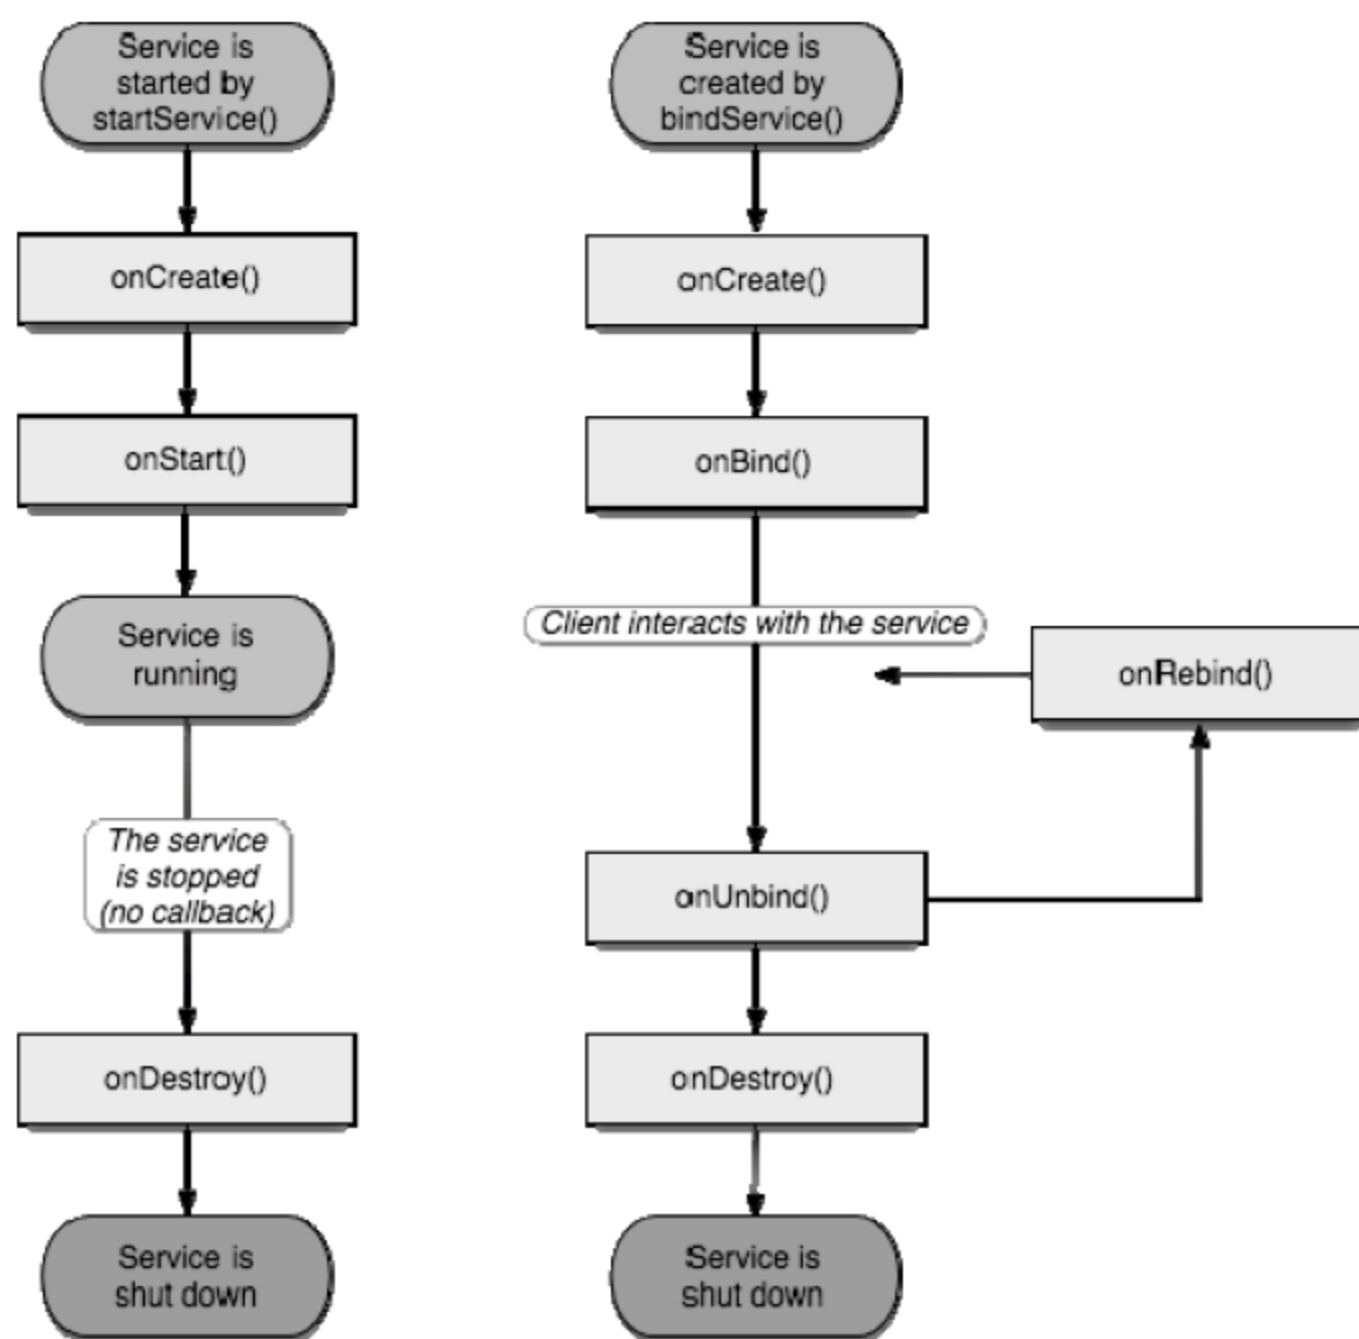 Service is
started by
startService()
onCreate()
onStart()
Service is
running
The service
is stopped
(no callback)
onDestroy()
Service is
shut down
Service is
created by
bindService()
onCreate()
onBind()
Client interacts with the service
onRebind()
onUnbind()
onDestroy()
Service is
shut down